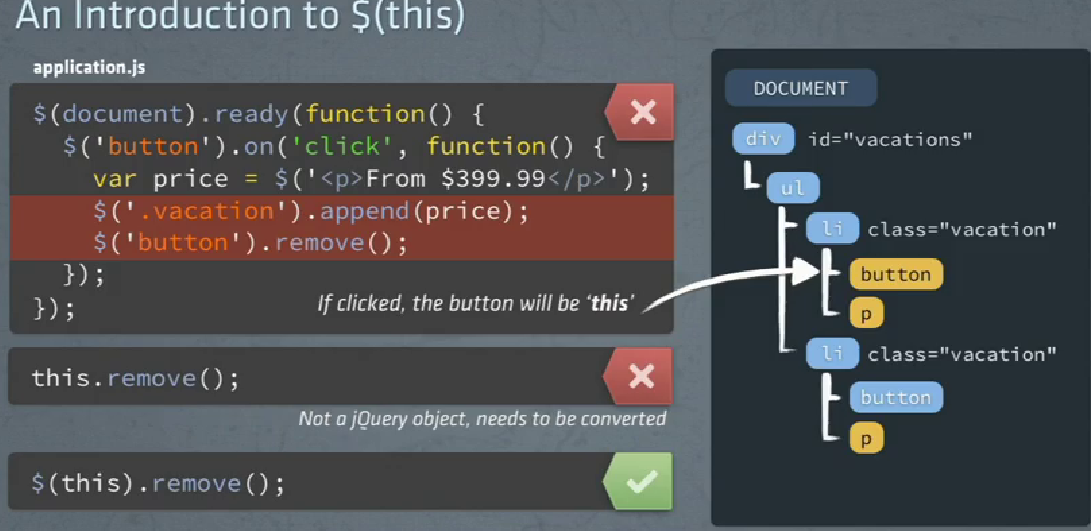 An Introduction to $(this)
application.js
$(document).ready(function() {
$('button').on('click', function() {
var price = $('<p>From $399.99</p>');
$('.vacation').append(price);
$('button').remove();
});
});
If clicked, the button will be 'this'
this.remove();
Not a jQuery object, needs to be converted
$(this).remove();
DOCUMENT
div id="vacations"
ul
li class="vacation"
button
p
li class="vacation"
button
p